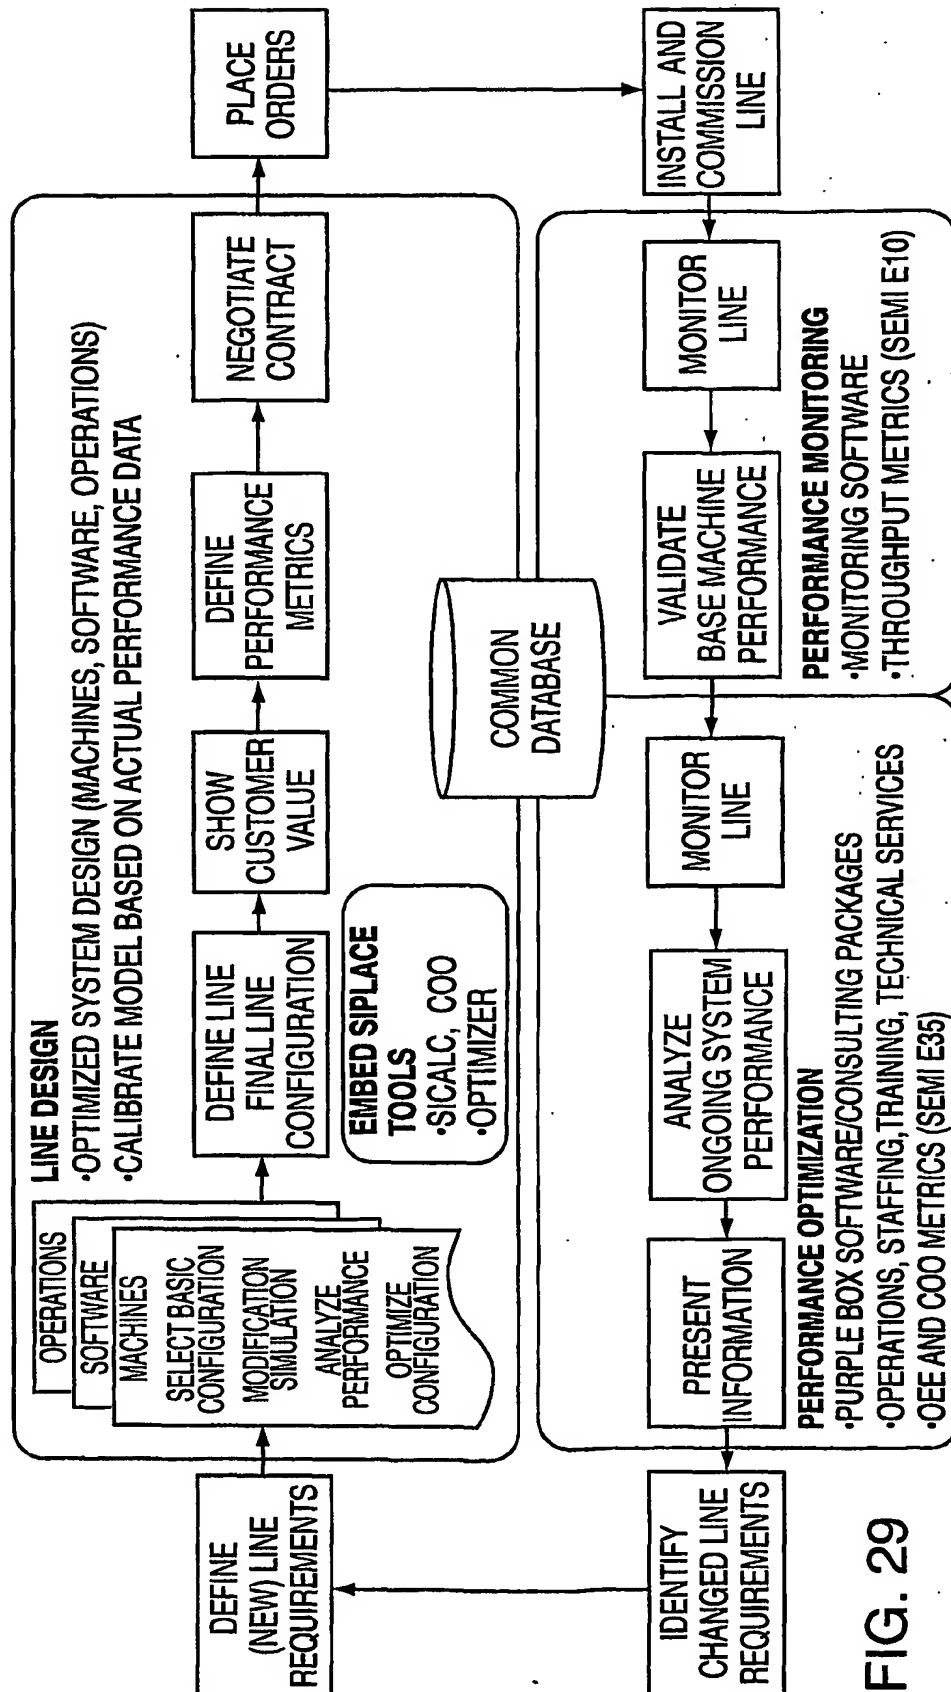 DEFINE
(NEW) LINE
REQUIREMENTS
LINE DESIGN
•OPTIMIZED SYSTEM DESIGN (MACHINES, SOFTWARE, OPERATIONS)
•CALIBRATE MODEL BASED ON ACTUAL PERFORMANCE DATA
OPERATIONS
SOFTWARE
MACHINES
SELECT BASIC
CONFIGURATION
MODIFICATION
SIMULATION
ANALYZE
PERFORMANCE
OPTIMIZE
CONFIGURATION
DEFINE LINE
FINAL LINE
CONFIGURATION
SHOW
CUSTOMER
VALUE
DEFINE
PERFORMANCE
METRICS
NEGOTIATE
CONTRACT
PLACE
ORDERS
EMBED SIPLACE
TOOLS
•SICALC, COO
•OPTIMIZER
COMMON
DATABASE
INSTALL AND
COMMISSION
LINE
MONITOR
LINE
VALIDATE
BASE MACHINE
PERFORMANCE
PERFORMANCE MONITORING
•MONITORING SOFTWARE
•THROUGHPUT METRICS (SEMI E10)
MONITOR
LINE
ANALYZE
ONGOING SYSTEM
PERFORMANCE
PRESENT
INFORMATION
PERFORMANCE OPTIMIZATION
•PURPLE BOX SOFTWARE/CONSULTING PACKAGES
•OPERATIONS, STAFFING,TRAINING, TECHNICAL SERVICES
•OEE AND COO METRICS (SEMI E35)
IDENTIFY
CHANGED LINE
REQUIREMENTS
FIG. 29